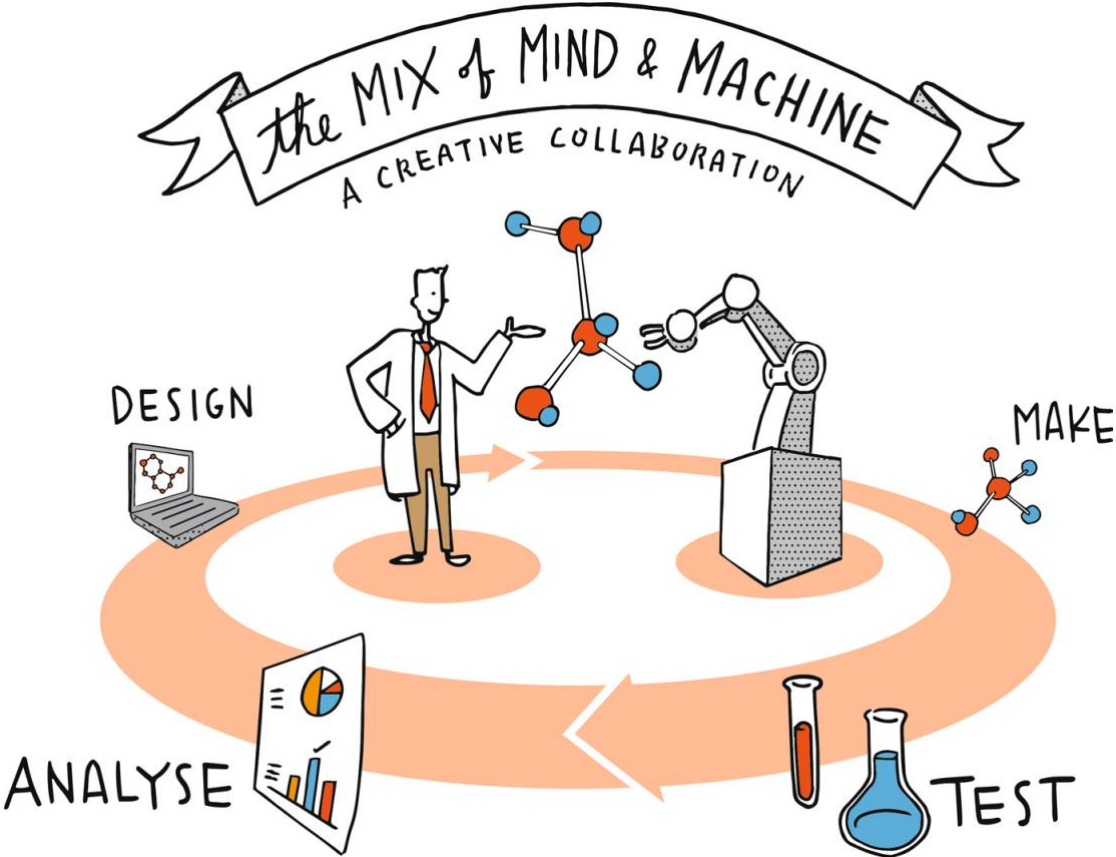 the MIX of MIND & MACHINE
A CREATIVE COLLABORATION
DESIGN
MAKE
ANALYSE
TEST